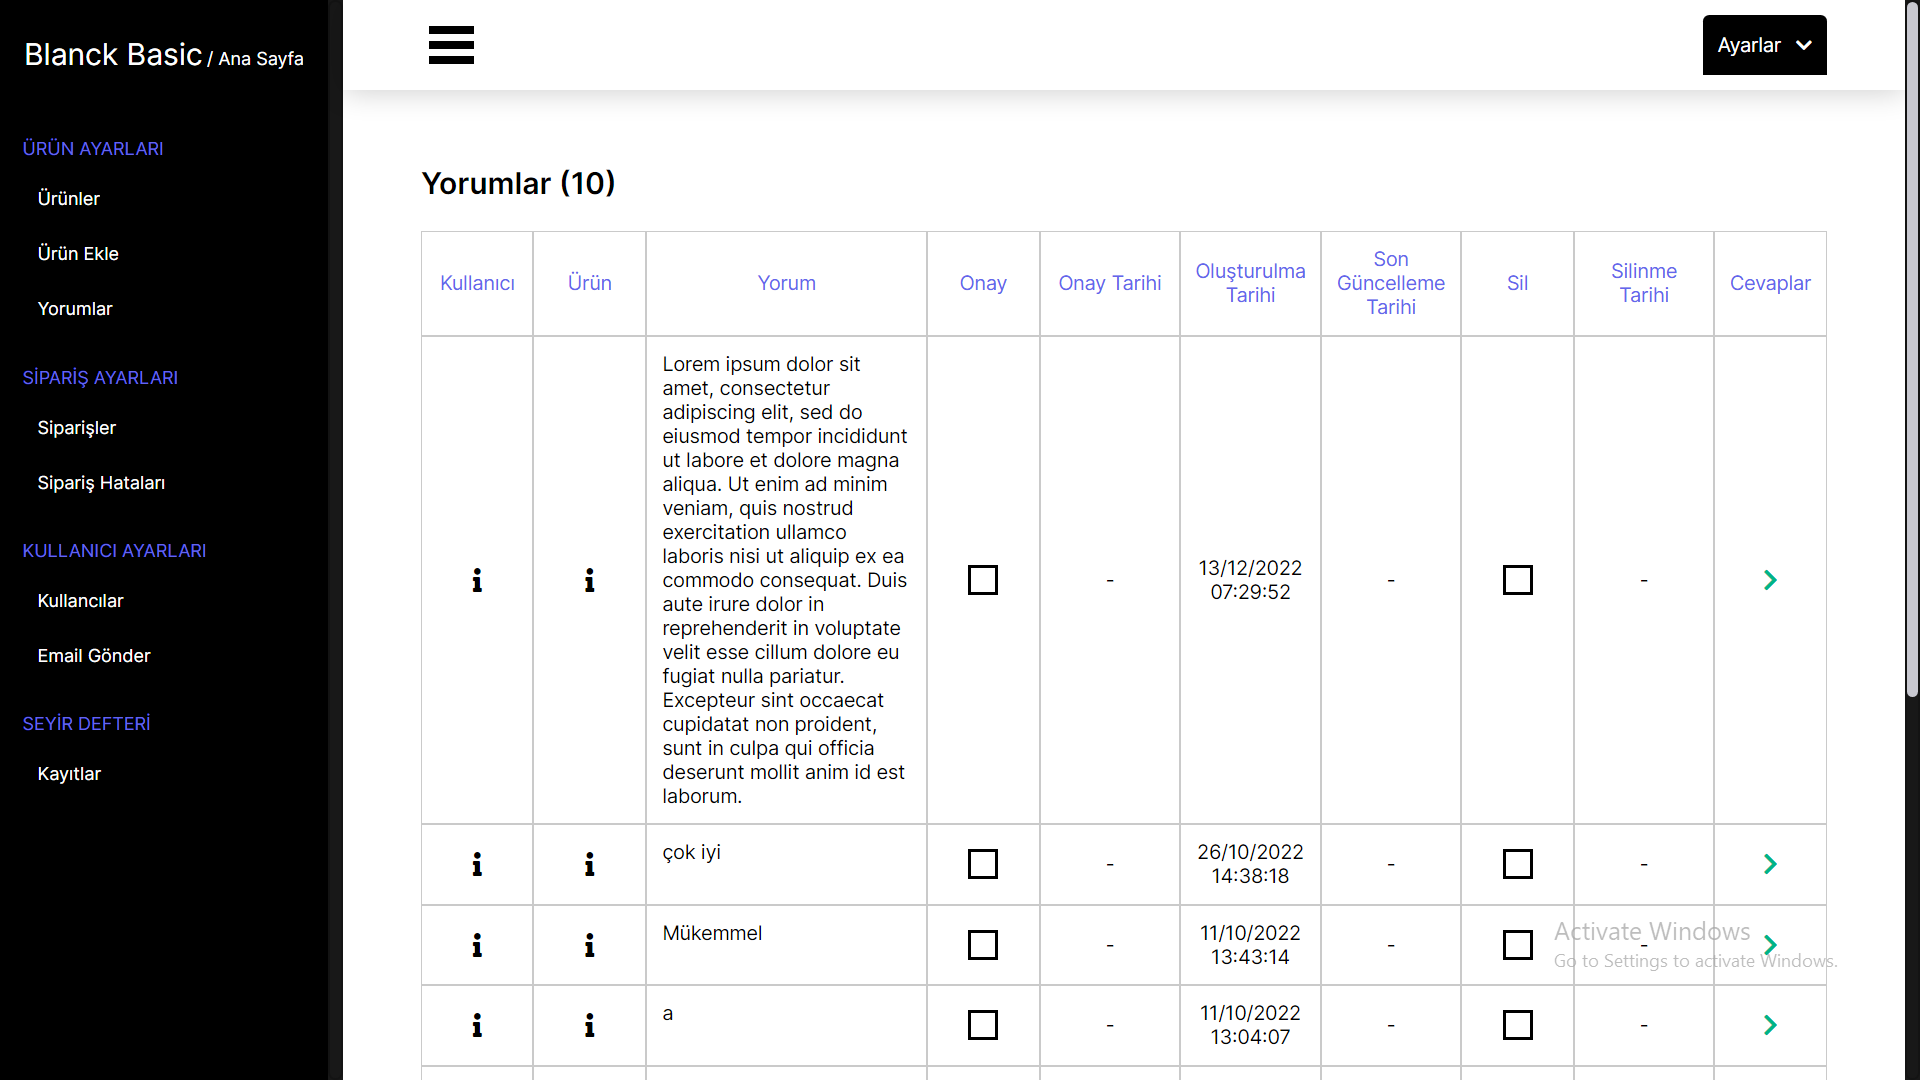 Blanck Basic / Ana Sayfa
Ayarlar
ÜRÜN AYARLARI
Ürünler
Ürün Ekle
Yorumlar
SİPARİŞ AYARLARI
Siparişler
Sipariş Hataları
KULLANICI AYARLARI
Kullancılar
Email Gönder
SEYİR DEFTERİ
Kayıtlar
Yorumlar (10)
Kullanıcı
Ürün
Yorum
Onay
Onay Tarihi
Oluşturulma
Tarihi
Son
Güncelleme
Tarihi
Sil
Silinme
Tarihi
Cevaplar
Lorem ipsum dolor sit
amet, consectetur
adipiscing elit, sed do
eiusmod tempor incididunt
ut labore et dolore magna
aliqua. Ut enim ad minim
veniam, quis nostrud
exercitation ullamco
laboris nisi ut aliquip ex ea
commodo consequat. Duis
aute irure dolor in
reprehenderit in voluptate
velit esse cillum dolore eu
fugiat nulla pariatur.
Excepteur sint occaecat
cupidatat non proident,
sunt in culpa qui officia
deserunt mollit anim id est
laborum.
-
13/12/2022
07:29:52
-
-
çok iyi
-
26/10/2022
14:38:18
-
-
Mükemmel
-
11/10/2022
13:43:14
-
-
a
-
11/10/2022
13:04:07
-
-
Activate Windows
Go to Settings to activate Windows.